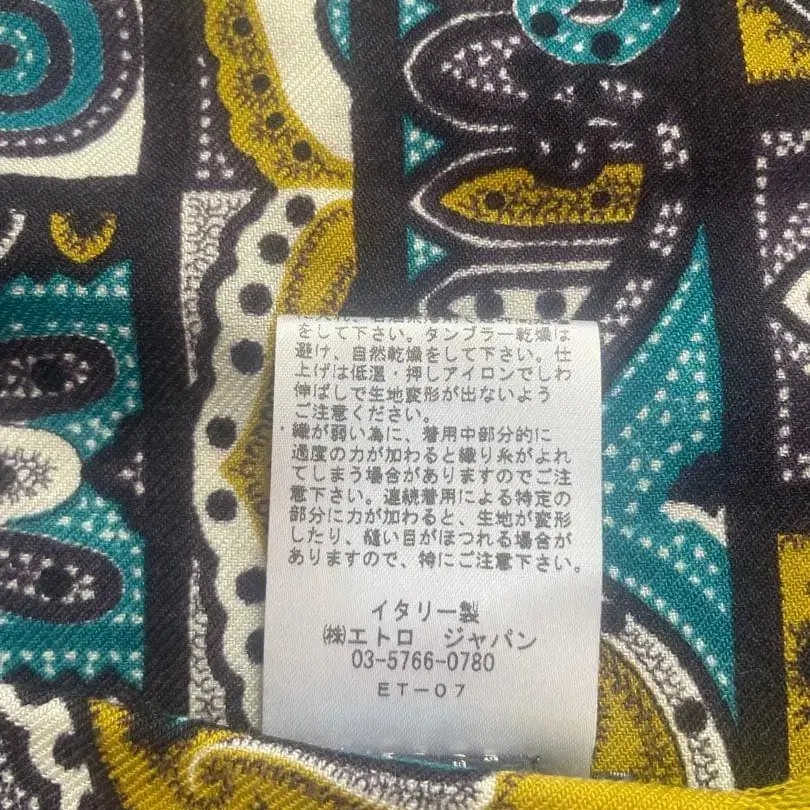 をして下さい。タンブラー乾燥は
避け、自然乾燥をして下さい。仕
上げは低温・押しアイロンでしわ
伸ばしで生地変形が出ないよう
ご注意ください。
・織が弱い為に、着用中部分的に
過度の力が加わると織り糸がよれ
てしまう場合がありますのでご注
意下さい。連続着用による特定の
部分に力が加わると、生地が変形
したり、縫い目がほつれる場合が
ありますので、特にご注意下さい。
イタリー製
㈱エトロ ジャパン
03-5766-0780
ET-07